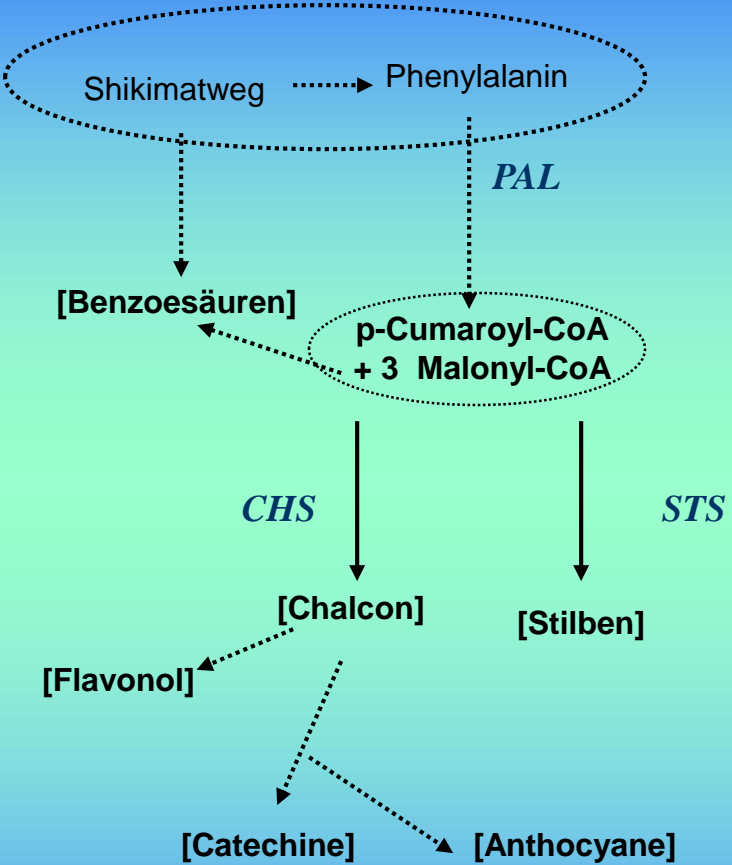 Shikimatweg
Phenylalanin
PAL
[Benzoesäuren]
p-Cumaroyl-CoA
+ 3 Malonyl-CoA
CHS
STS
[Chalcon]
[Stilben]
[Flavonol]
[Catechine]
[Anthocyane]